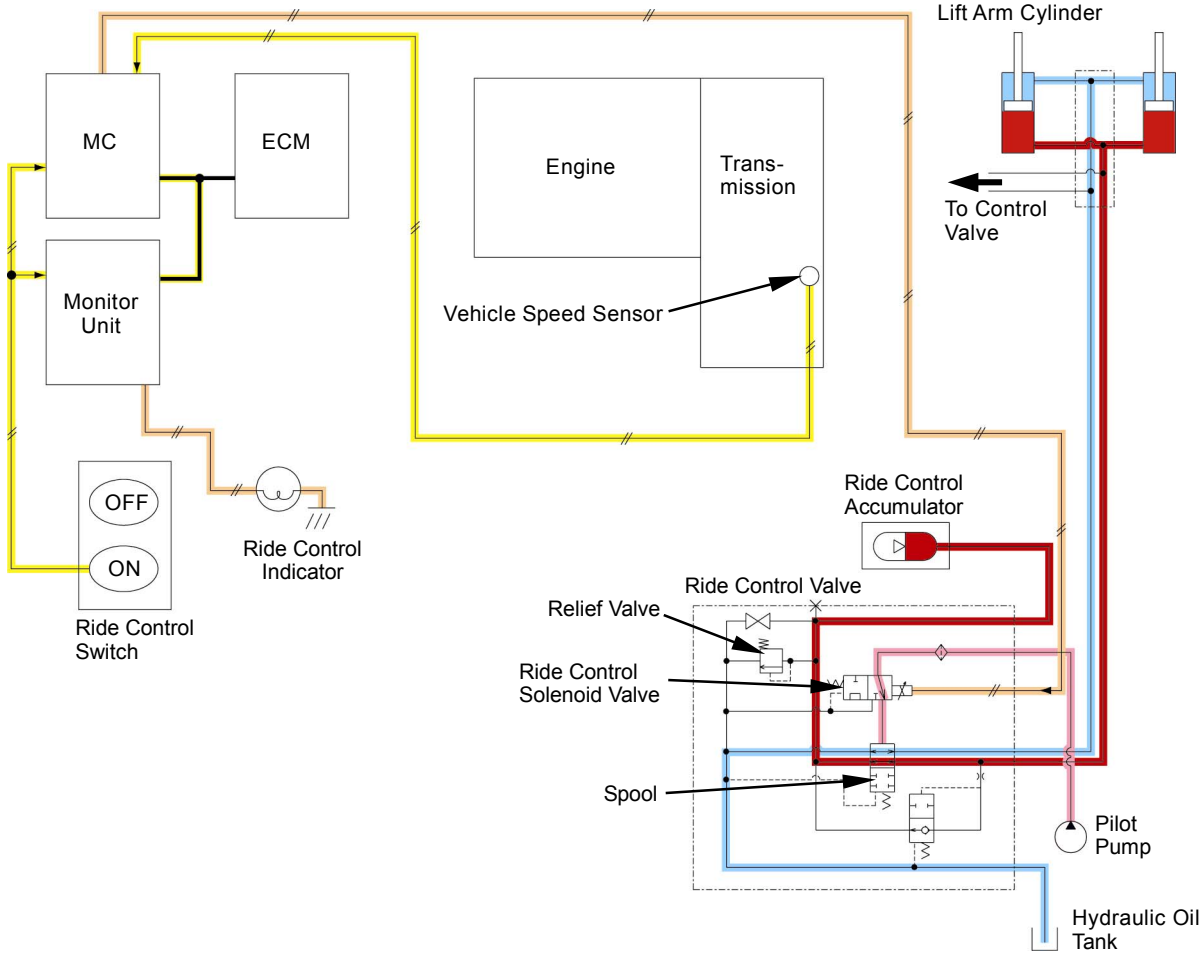 Lift Arm Cylinder
MC
ECM
Engine
Trans-
mission
To Control
Valve
Monitor
Unit
Vehicle Speed Sensor
OFF
ON
Ride Control
Switch
Ride Control
Indicator
Ride Control
Accumulator
Ride Control Valve
Relief Valve
Ride Control
Solenoid Valve
Spool
Pilot
Pump
Hydraulic Oil
Tank